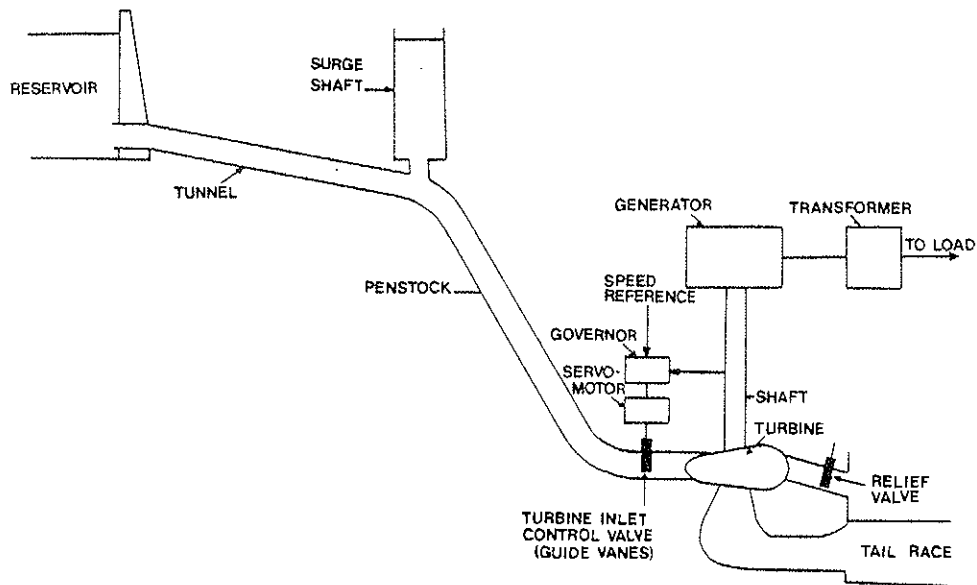 RESERVOIR
SURGE
SHAFT
TUNNEL
PENSTOCK
GENERATOR
TRANSFORMER
TO LOAD
SPEED
REFERENCE
GOVERNOR
SERVO-
MOTOR
SHAFT
TURBINE
RELIEF
VALVE
TURBINE INLET
CONTROL VALVE
(GUIDE VANES)
TAIL RACE